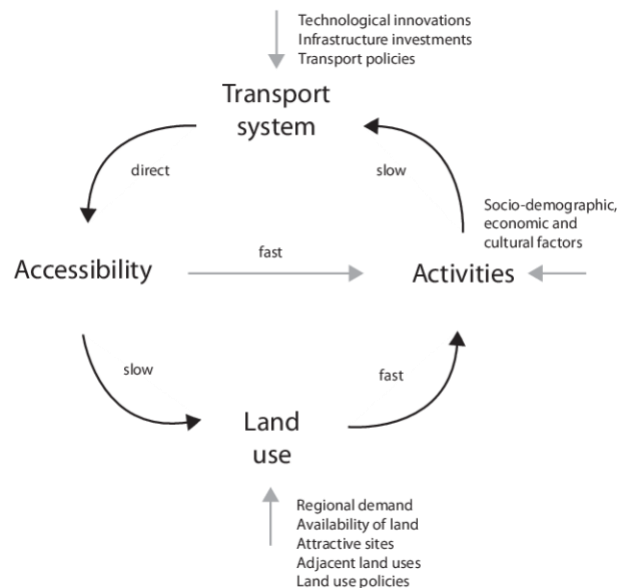 Technological innovations
Infrastructure investments
Transport policies
Transport
system
direct
slow
Socio-demographic,
economic and
cultural factors
Accessibility
fast
Activities
slow
fast
Land
use
Regional demand
Availability of land
Attractive sites
Adjacent land uses
Land use policies